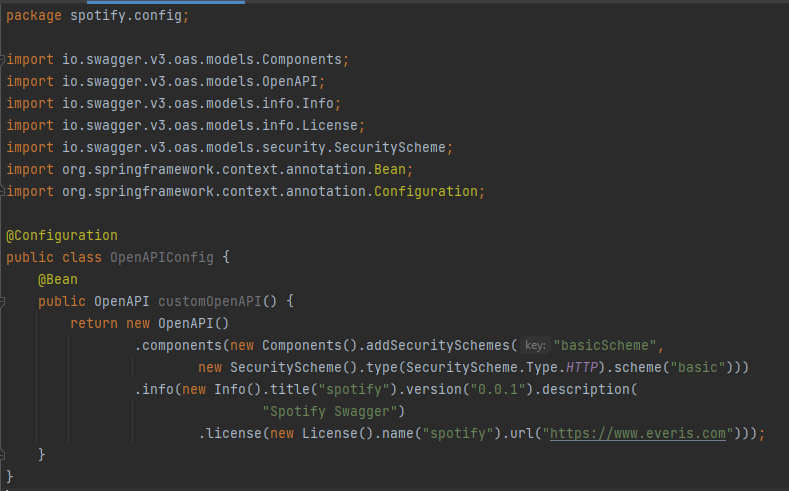 package spotify.config;

import io.swagger.v3.oas.models.Components;
import io.swagger.v3.oas.models.OpenAPI;
import io.swagger.v3.oas.models.info.Info;
import io.swagger.v3.oas.models.info.License;
import io.swagger.v3.oas.models.security.SecurityScheme;
import org.springframework.context.annotation.Bean;
import org.springframework.context.annotation.Configuration;

@Configuration
public class OpenAPIConfig {
    @Bean
    public OpenAPI customOpenAPI() {
        return new OpenAPI()
                .components(new Components().addSecuritySchemes( key: "basicScheme",
                        new SecurityScheme().type(SecurityScheme.Type.HTTP).scheme("basic")))
                .info(new Info().title("spotify").version("0.0.1").description(
                                "Spotify Swagger")
                        .license(new License().name("spotify").url("https://www.everis.com")));
    }
}